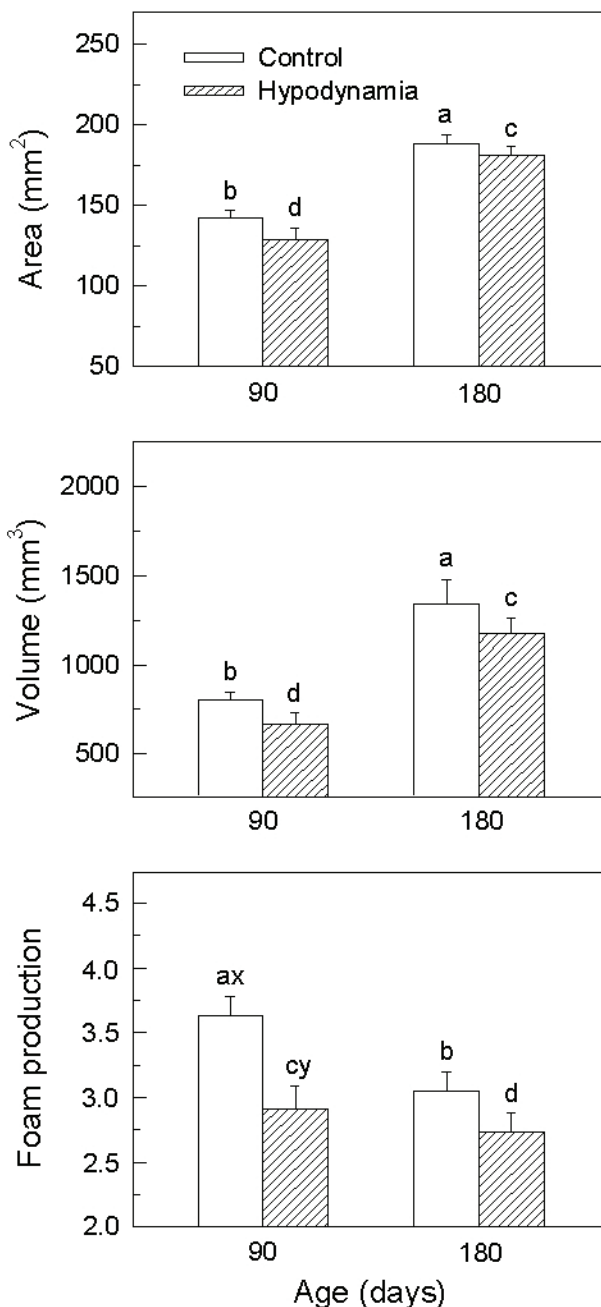 250
Control
Hypodynamia
200
a
c
b
d
150
100
50
Area (mm²)
90
180
2000
1500
a
c
1000
b
d
500
Volume (mm³)
90
180
4.5
4.0
ax
3.5
b
cy
3.0
d
2.5
2.0
Foam production
90
180
Age (days)